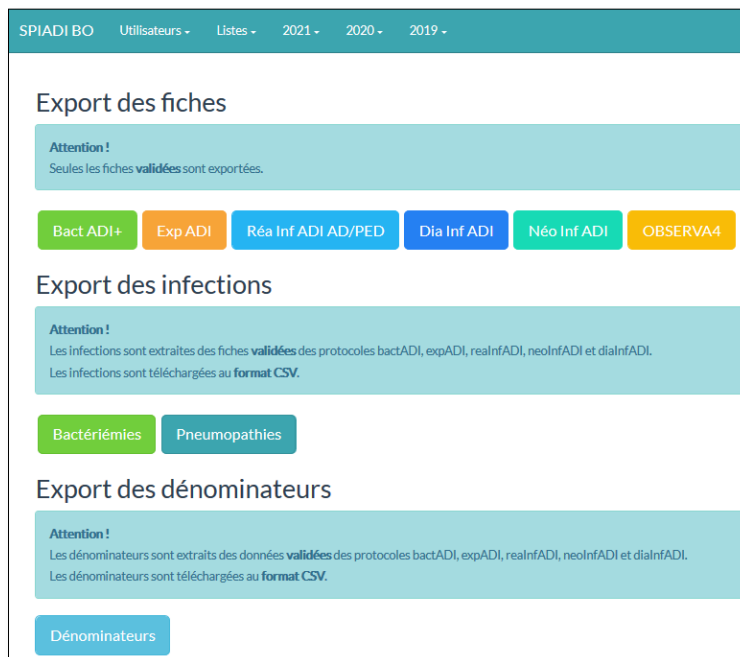 SPIADI BO Utilisateurs Listes 2021 2020 2019
Export des fiches
Attention !
Seules les fiches validées sont exportées.
Bact ADI+ Exp ADI Réa Inf ADI AD/PED Dia Inf ADI Néo Inf ADI OBSERVA4
Export des infections
Attention !
Les infections sont extraites des fiches validées des protocoles bactADI, expADI, reaInfADI, neoInfADI et diaInfADI.
Les infections sont téléchargées au format CSV.
Bactériémies Pneumopathies
Export des dénominateurs
Attention !
Les dénominateurs sont extraits des données validées des protocoles bactADI, expADI, reaInfADI, neoInfADI et diaInfADI.
Les dénominateurs sont téléchargées au format CSV.
Dénominateurs